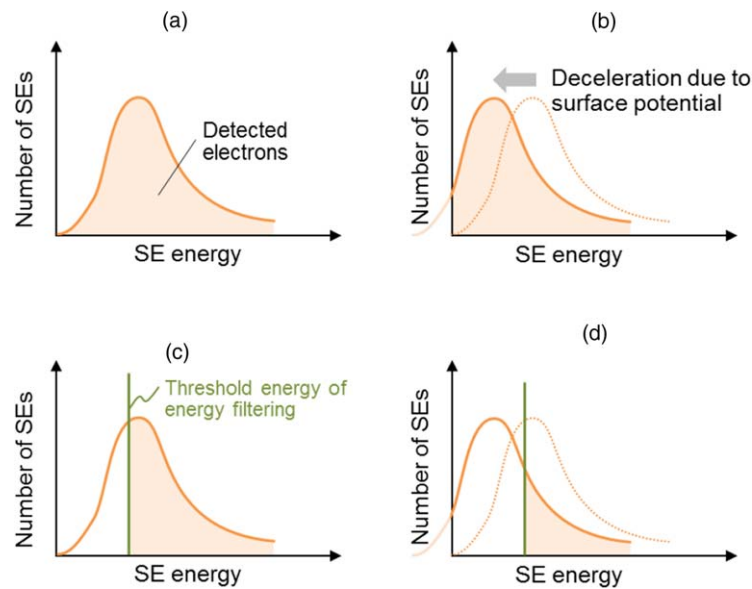 (a)
Number of SEs
Detected
electrons
SE energy
(b)
Number of SEs
Deceleration due to
surface potential
SE energy
(c)
Number of SEs
Threshold energy of
energy filtering
SE energy
(d)
Number of SEs
SE energy